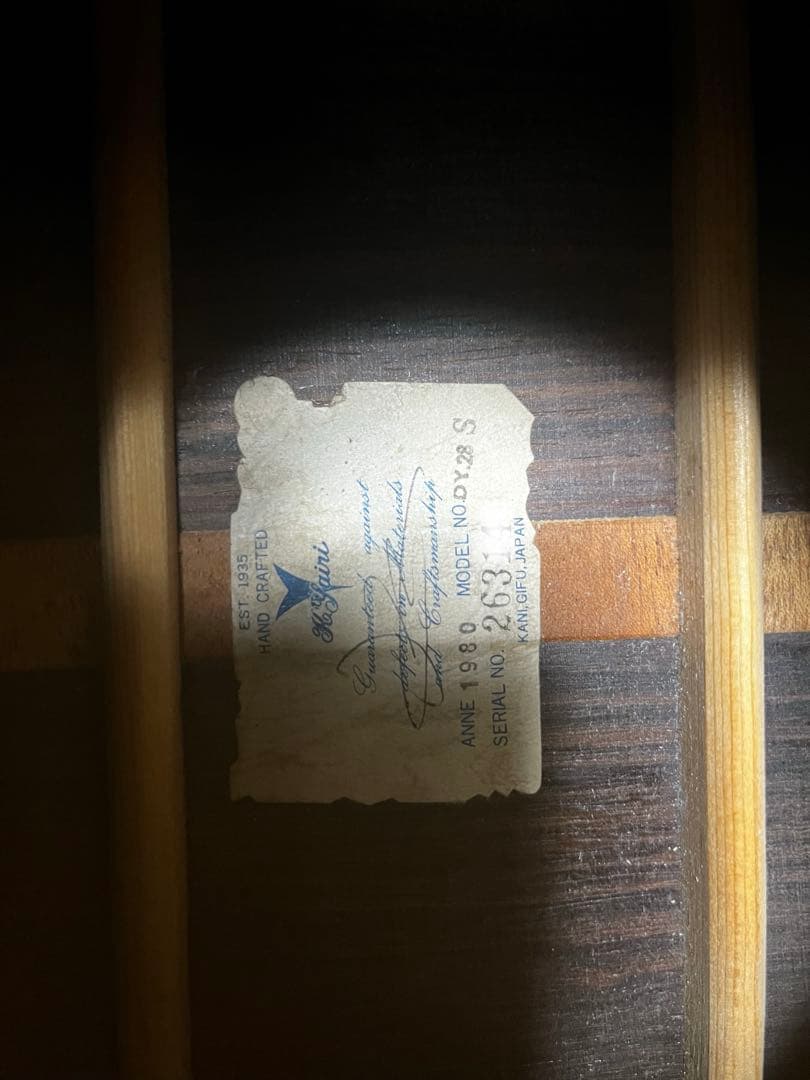 EST. 1935
HAND CRAFTED
K. Yairi
Guaranteed against
defects in Materials
and Craftsmanship
ANNE 1980 MODEL NO. DY.28 S
SERIAL NO. 2631
KANI, GIFU, JAPAN